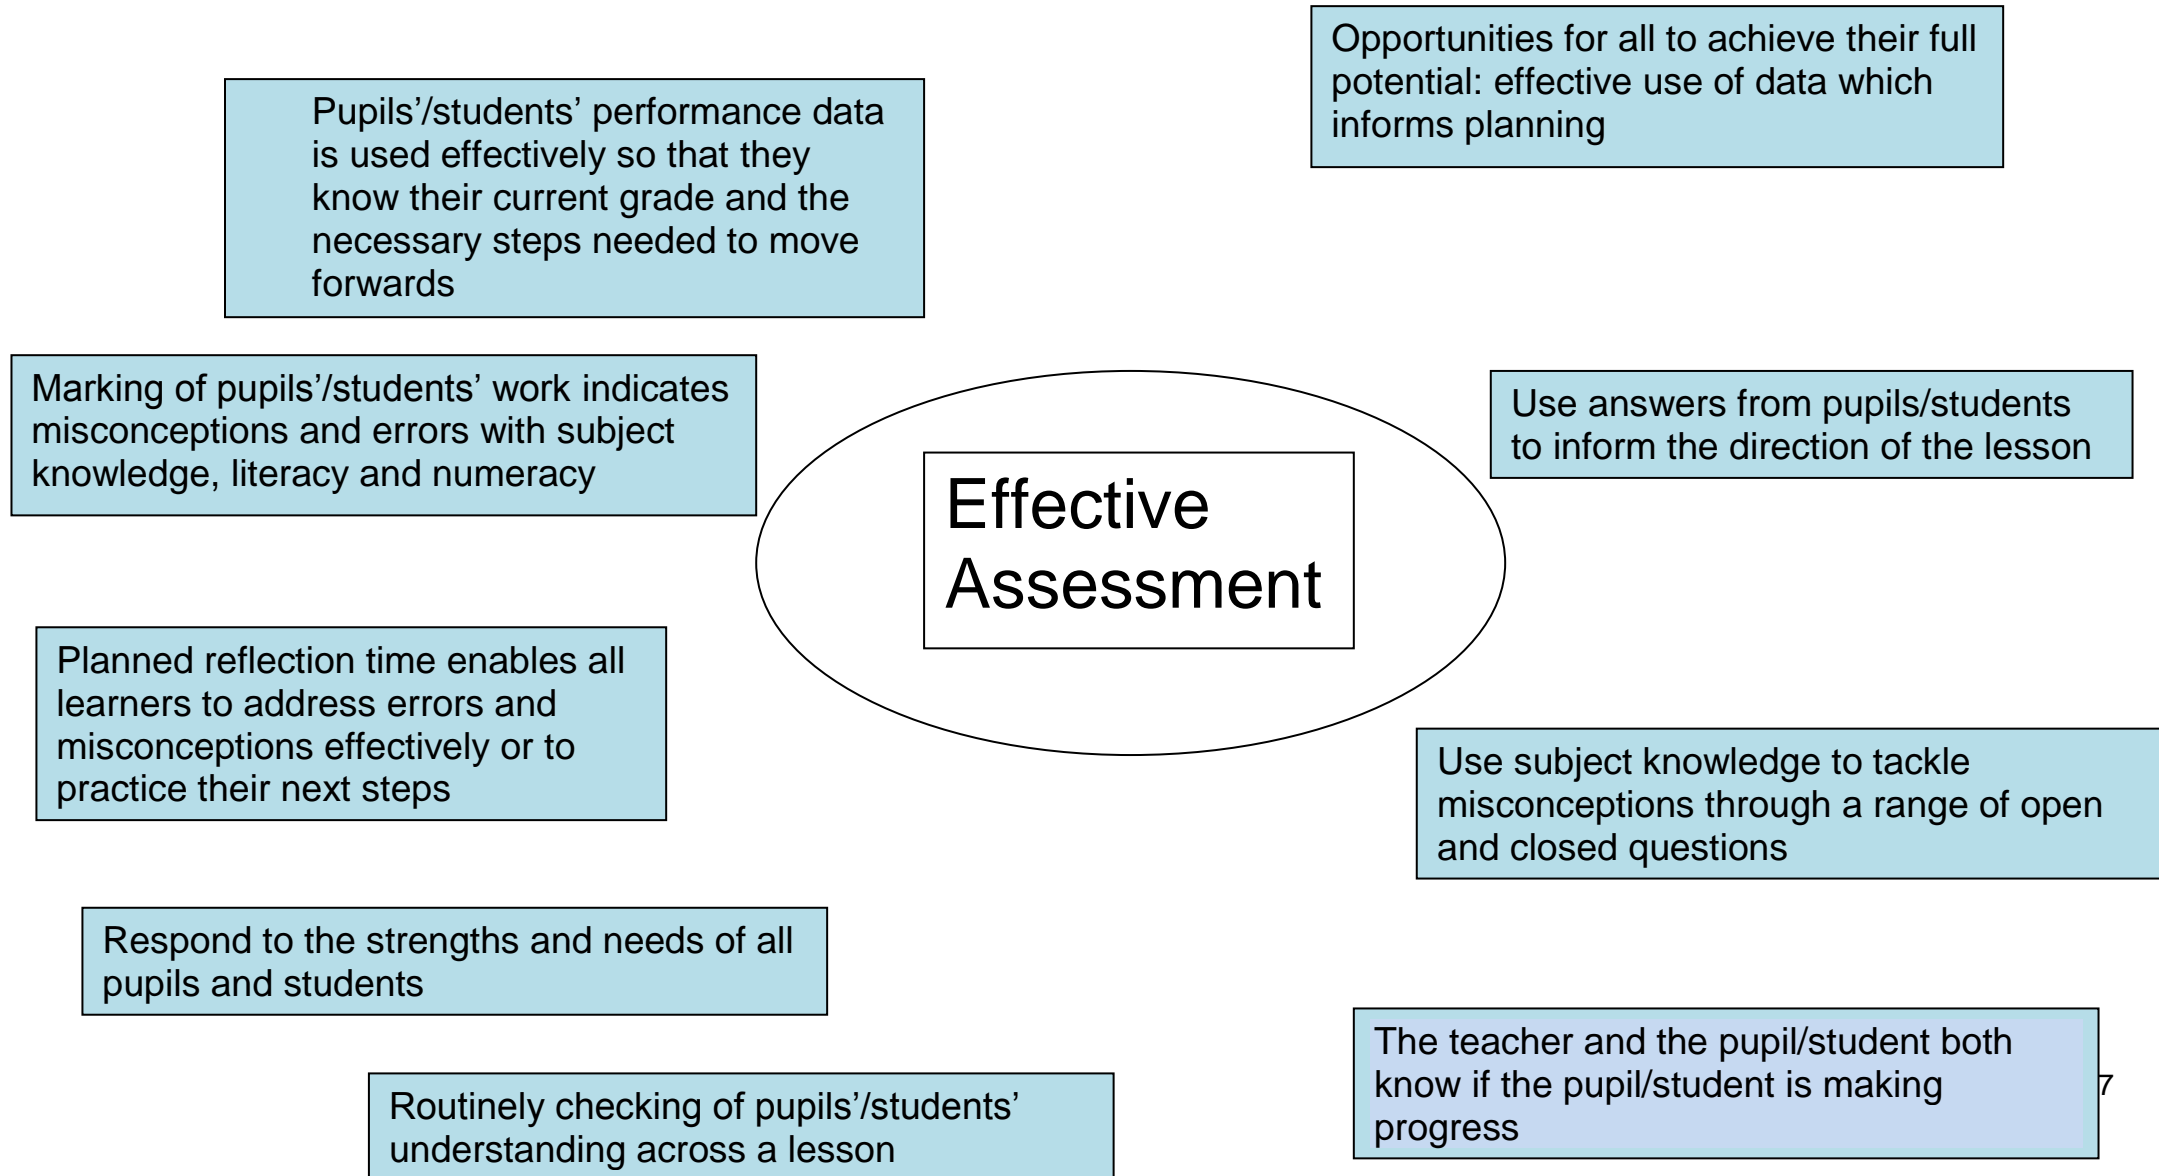 Opportunities for all to achieve their full
potential: effective use of data which
informs planning
Pupils’/students’ performance data
is used effectively so that they
know their current grade and the
necessary steps needed to move
forwards
Marking of pupils’/students’ work indicates
misconceptions and errors with subject
knowledge, literacy and numeracy
Use answers from pupils/students
to inform the direction of the lesson
Effective
Assessment
Planned reflection time enables all
learners to address errors and
misconceptions effectively or to
practice their next steps
Use subject knowledge to tackle
misconceptions through a range of open
and closed questions
Respond to the strengths and needs of all
pupils and students
The teacher and the pupil/student both
know if the pupil/student is making
progress
7
Routinely checking of pupils’/students’
understanding across a lesson